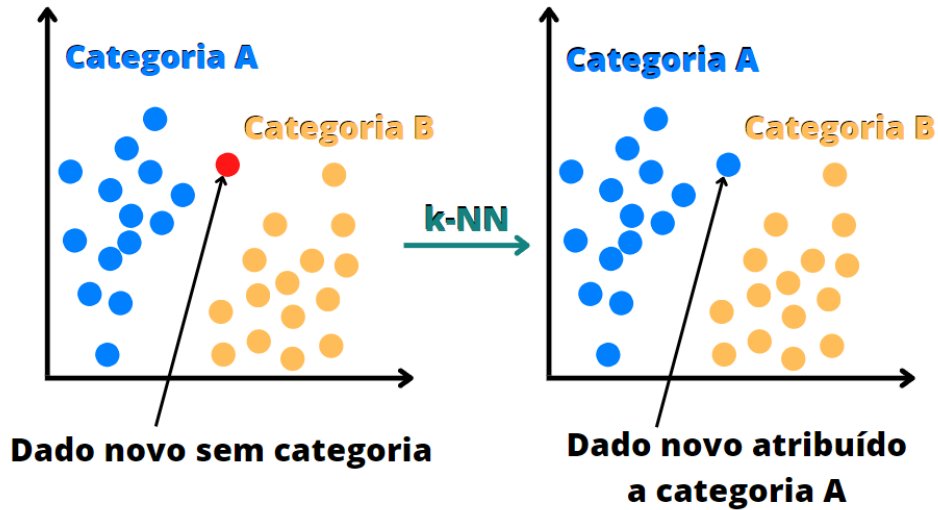 Categoria A
Categoria B
Dado novo sem categoria
k-NN
Categoria A
Categoria B
Dado novo atribuído
a categoria A